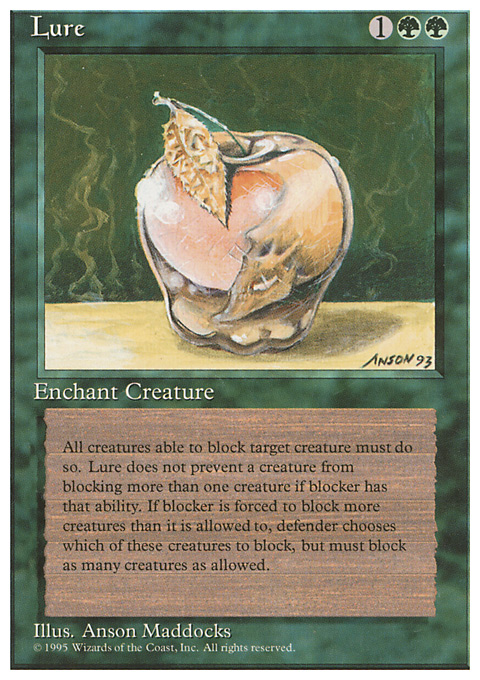 Lure 1
ANSON 93
Enchant Creature
All creatures able to block target creature must do
so. Lure does not prevent a creature from
blocking more than one creature if blocker has
that ability. If blocker is forced to block more
creatures than it is allowed to, defender chooses
which of these creatures to block, but must block
as many creatures as allowed.
Illus. Anson Maddocks
© 1995 Wizards of the Coast, Inc. All rights reserved.